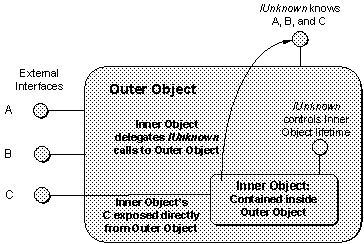 IUnknown knows
A, B, and C
External
Interfaces
Outer Object
A
IUnknown
controls Inner
Object lifetime
Inner Object
delegates IUnknown
calls to Outer Object
B
C
Inner Object's
C exposed directly
from Outer Object
Inner Object:
Contained inside
Outer Object